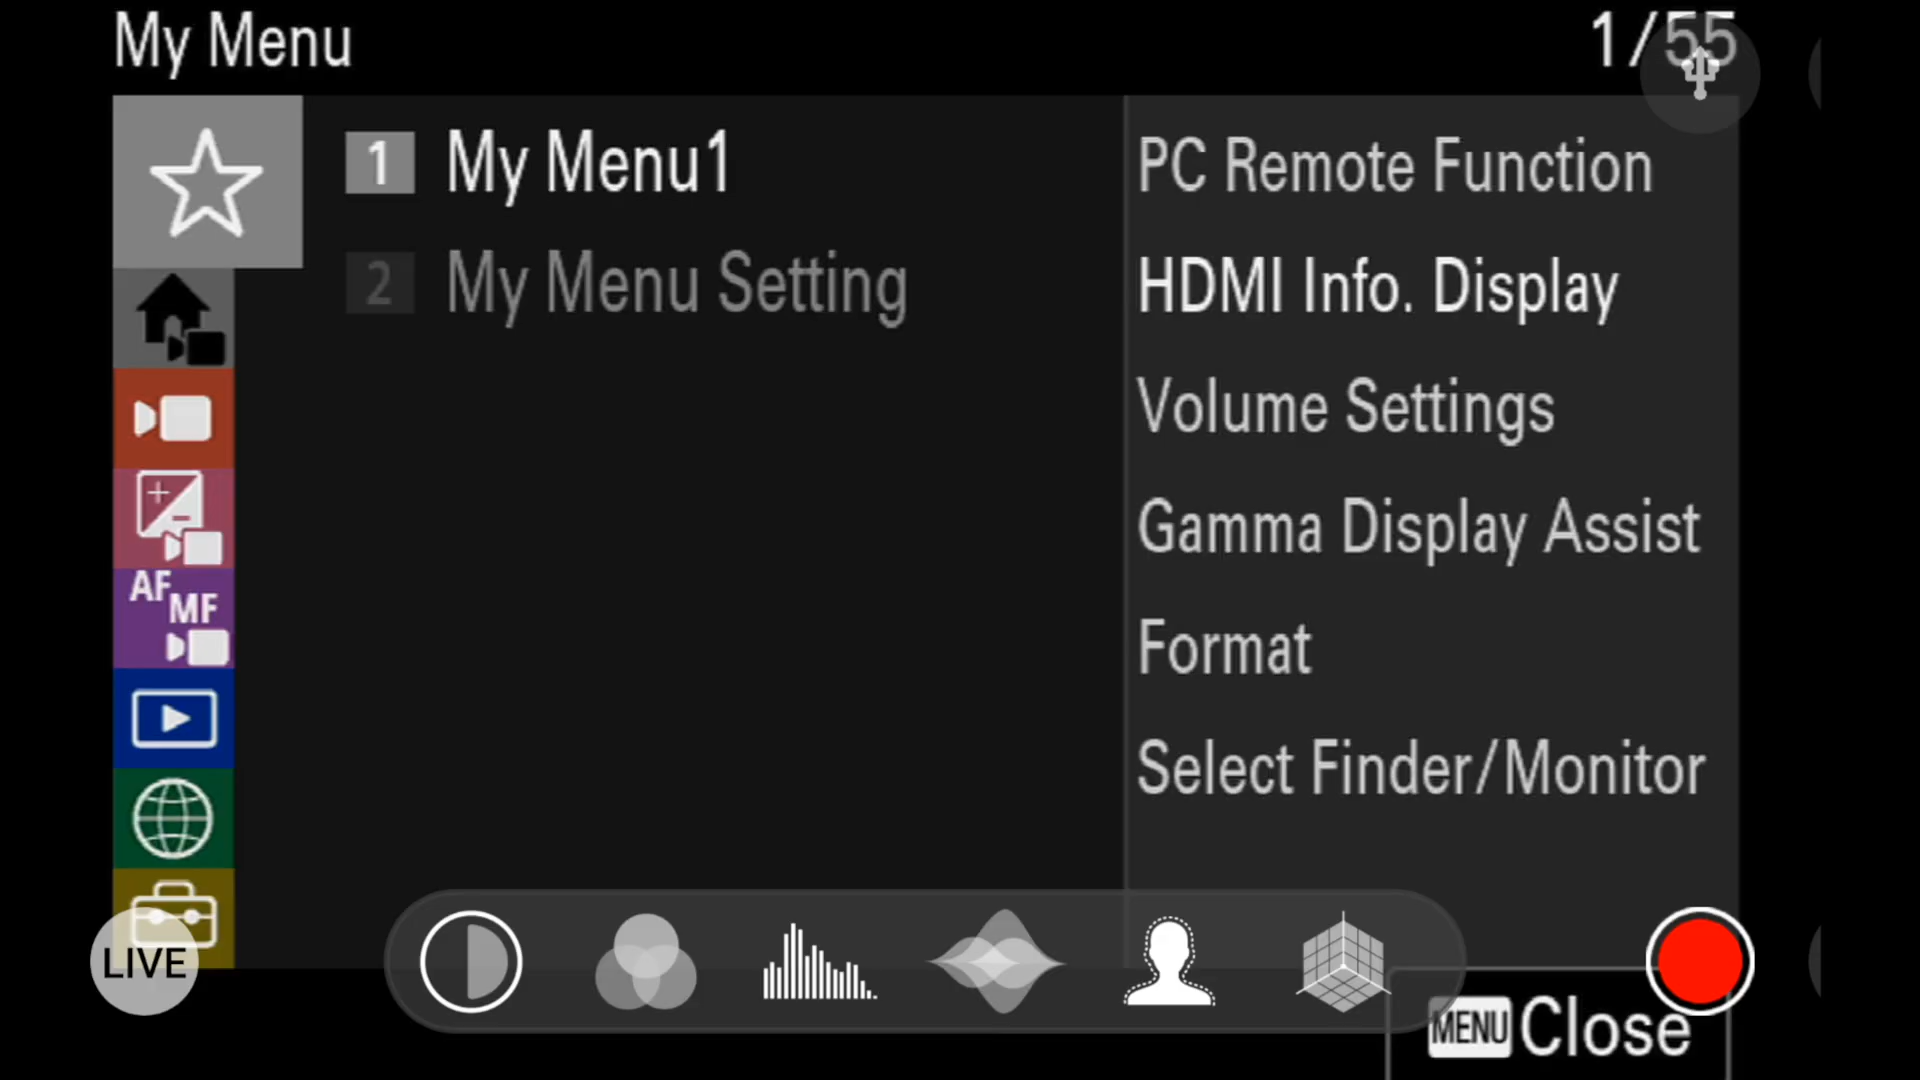 My Menu
1/55
1 My Menu1
2 My Menu Setting
PC Remote Function
HDMI Info. Display
Volume Settings
Gamma Display Assist
Format
Select Finder/Monitor
AF MF
LIVE
MENU Close